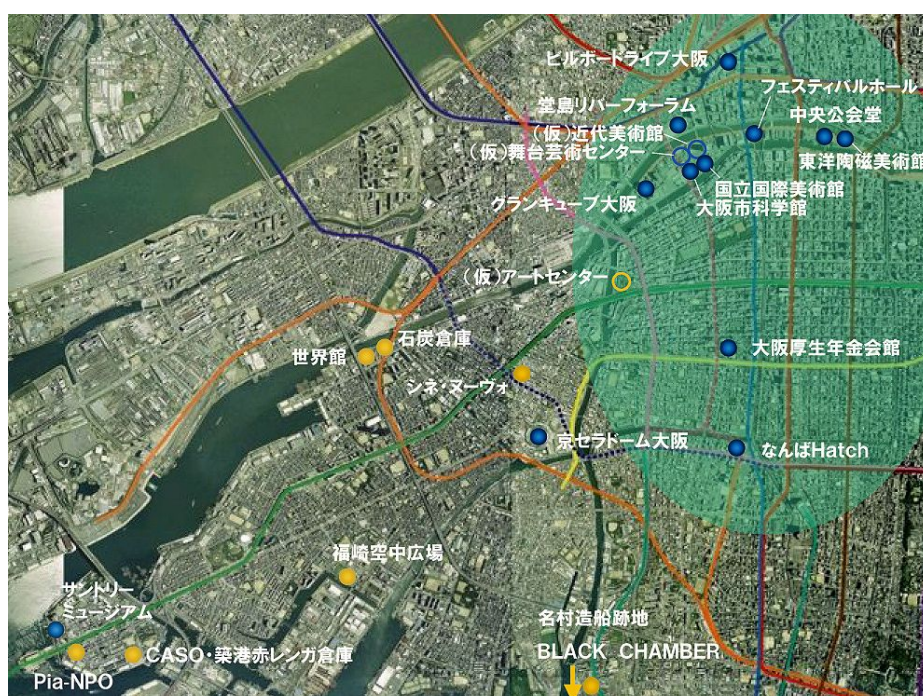 ビルボードライブ大阪
フェスティバルホール
堂島リバーフォーラム
中央公会堂
(仮)近代美術館
(仮)舞台芸術センター
東洋陶磁美術館
国立国際美術館
グランキューブ大阪
大阪市科学館
(仮)アートセンター
石炭倉庫
世界館
大阪厚生年金会館
シネ・ヌーヴォ
京セラドーム大阪
なんばHatch
福崎空中広場
サントリー
ミュージアム
名村造船跡地
BLACK CHAMBER
CASO・築港赤レンガ倉庫
Pia-NPO